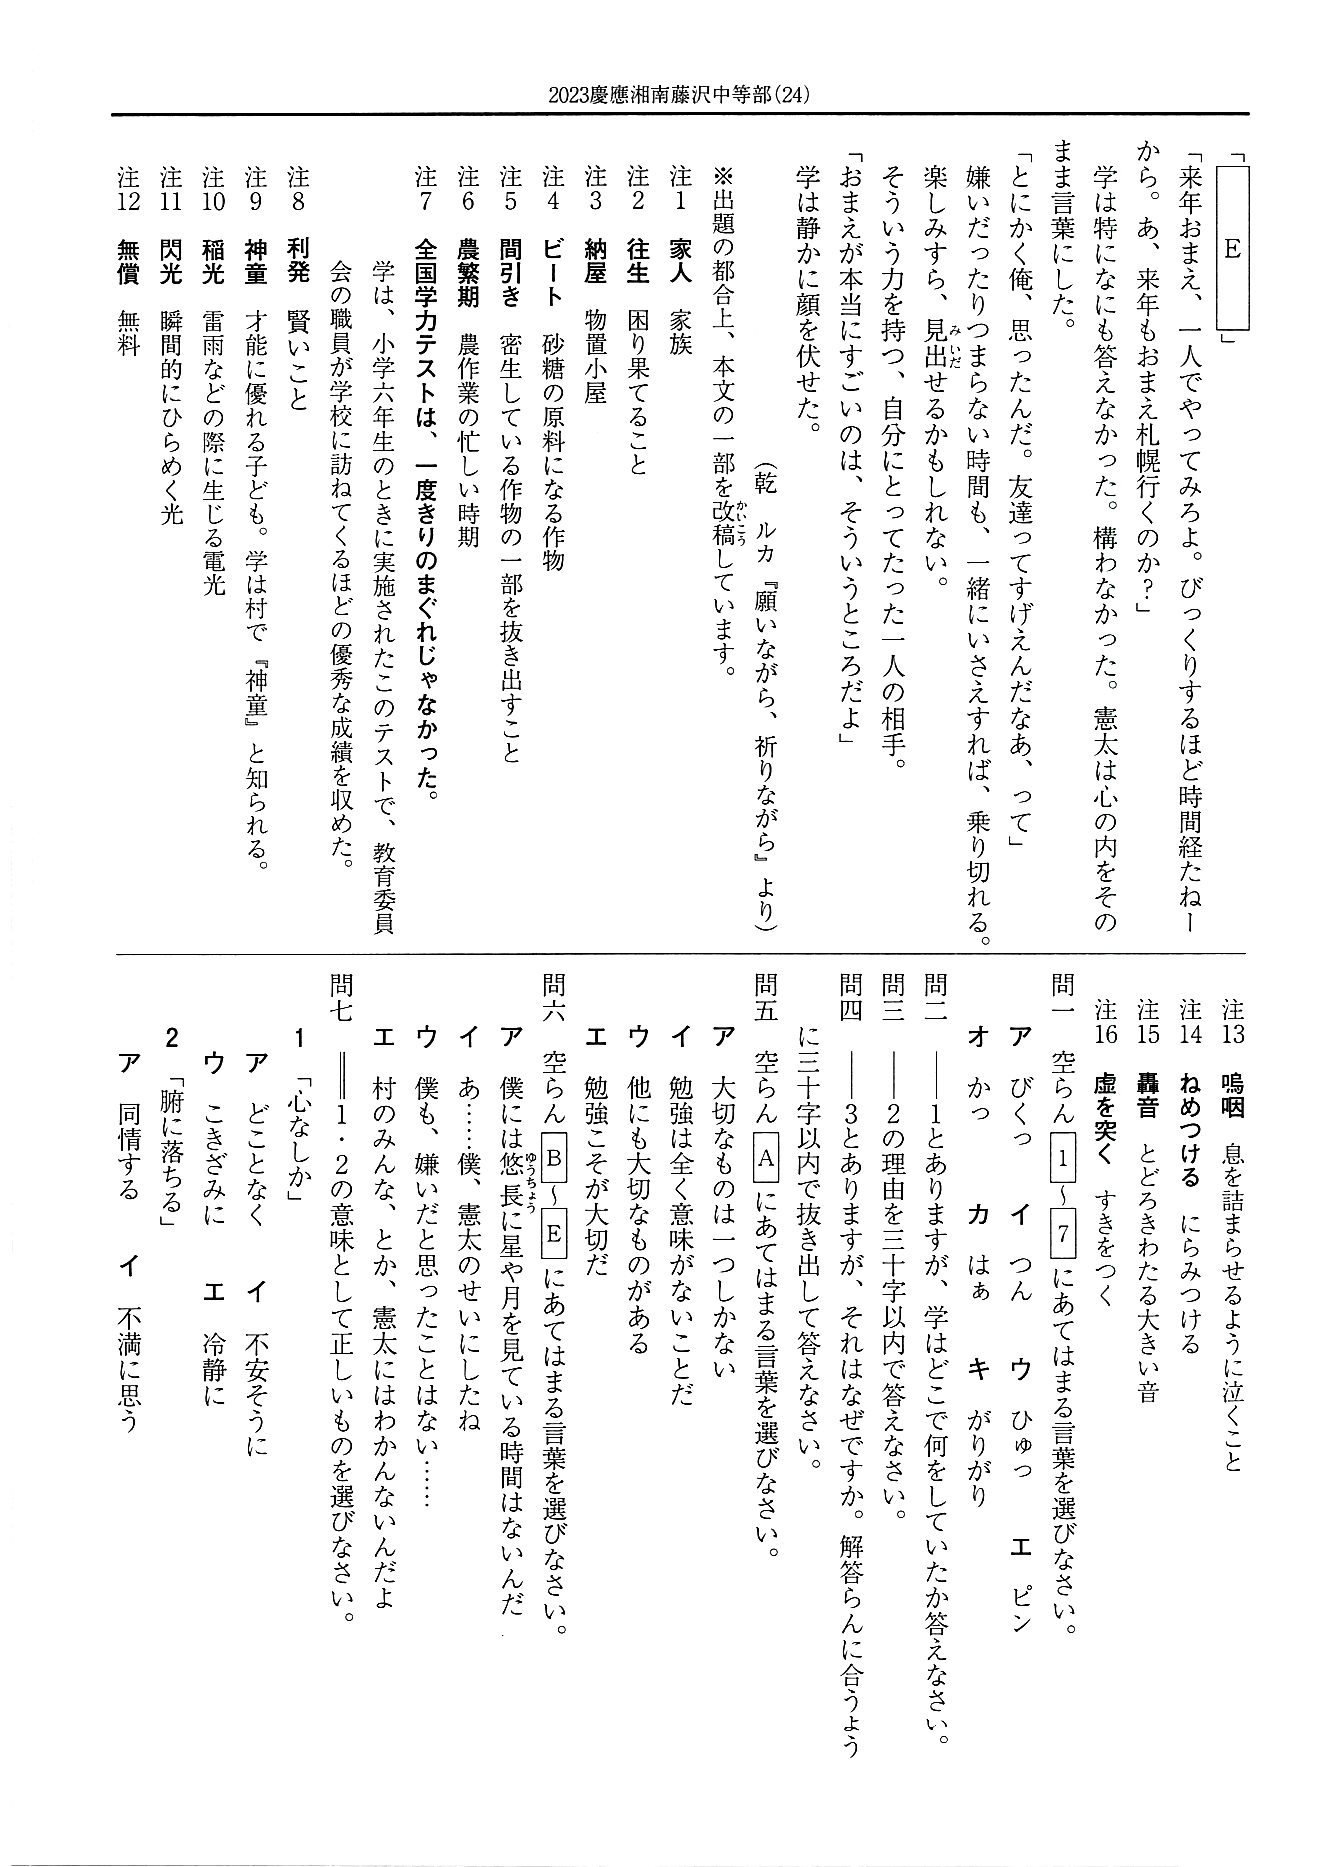 2023慶應湘南藤沢中等部(24)
「　E　」
「来年おまえ、一人でやってみろよ。びっくりするほど時間経たねー
から。あ、来年もおまえ札幌行くのか？」
学は特になにも答えなかった。構わなかった。憲太は心の内をその
まま言葉にした。
「とにかく俺、思ったんだ。友達ってすげえんだなあ、って」
嫌いだったりつまらない時間も、一緒にいさえすれば、乗り切れる。
楽しみすら、見出せるかもしれない。
みいだ
そういう力を持つ、自分にとってたった一人の相手。
「おまえが本当にすごいのは、そういうところだよ」
学は静かに顔を伏せた。
（乾　ルカ『願いながら、祈りながら』より）
※出題の都合上、本文の一部を改稿しています。
かいこう
注1　家人　家族
注2　往生　困り果てること
注3　納屋　物置小屋
注4　ビート　砂糖の原料になる作物
注5　間引き　密生している作物の一部を抜き出すこと
注6　農繁期　農作業の忙しい時期
注7　全国学力テストは、一度きりのまぐれじゃなかった。
学は、小学六年生のときに実施されたこのテストで、教育委員
会の職員が学校に訪ねてくるほどの優秀な成績を収めた。
注8　利発　賢いこと
注9　神童　才能に優れる子ども。学は村で『神童』と知られる。
注10　稲光　雷雨などの際に生じる電光
注11　閃光　瞬間的にひらめく光
注12　無償　無料
注13　嗚咽　息を詰まらせるように泣くこと
注14　ねめつける　にらみつける
注15　轟音　とどろきわたる大きい音
注16　虚を突く　すきをつく
問一　空らん1～7にあてはまる言葉を選びなさい。
ア　びくっ　イ　つん　ウ　ひゅっ　エ　ピン
オ　かっ　カ　はぁ　キ　がりがり
問二　――1とありますが、学はどこで何をしていたか答えなさい。
問三　――2の理由を三十字以内で答えなさい。
問四　――3とありますが、それはなぜですか。解答らんに合うよう
に三十字以内で抜き出して答えなさい。
問五　空らんAにあてはまる言葉を選びなさい。
ア　大切なものは一つしかない
イ　勉強は全く意味がないことだ
ウ　他にも大切なものがある
エ　勉強こそが大切だ
問六　空らんB～Eにあてはまる言葉を選びなさい。
ア　僕には悠長に星や月を見ている時間はないんだ
ゆうちょう
イ　あ……僕、憲太のせいにしたね
ウ　僕も、嫌いだと思ったことはない……
エ　村のみんな、とか、憲太にはわかんないんだよ
問七　＝＝1・2の意味として正しいものを選びなさい。
1　「心なしか」
ア　どことなく　イ　不安そうに
ウ　こきざみに　エ　冷静に
2　「腑に落ちる」
ア　同情する　イ　不満に思う